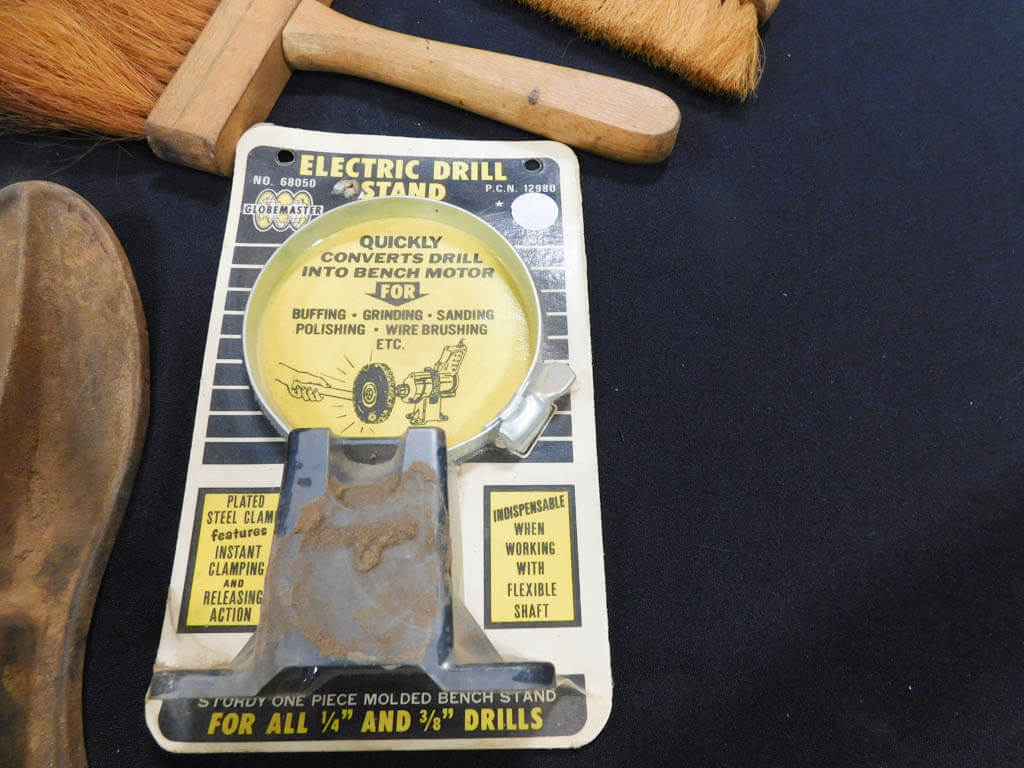 ELECTRIC DRILL
STAND
NO. 68050
P.C.N. 12980
GLOBEMASTER
QUICKLY
CONVERTS DRILL
INTO BENCH MOTOR
FOR
BUFFING • GRINDING • SANDING
POLISHING • WIRE BRUSHING
ETC.
PLATED
STEEL CLAM
features
INSTANT
CLAMPING
AND
RELEASING
ACTION
INDISPENSABLE
WHEN
WORKING
WITH
FLEXIBLE
SHAFT
STURDY ONE PIECE MOLDED BENCH STAND
FOR ALL 1/4" AND 3/8" DRILLS